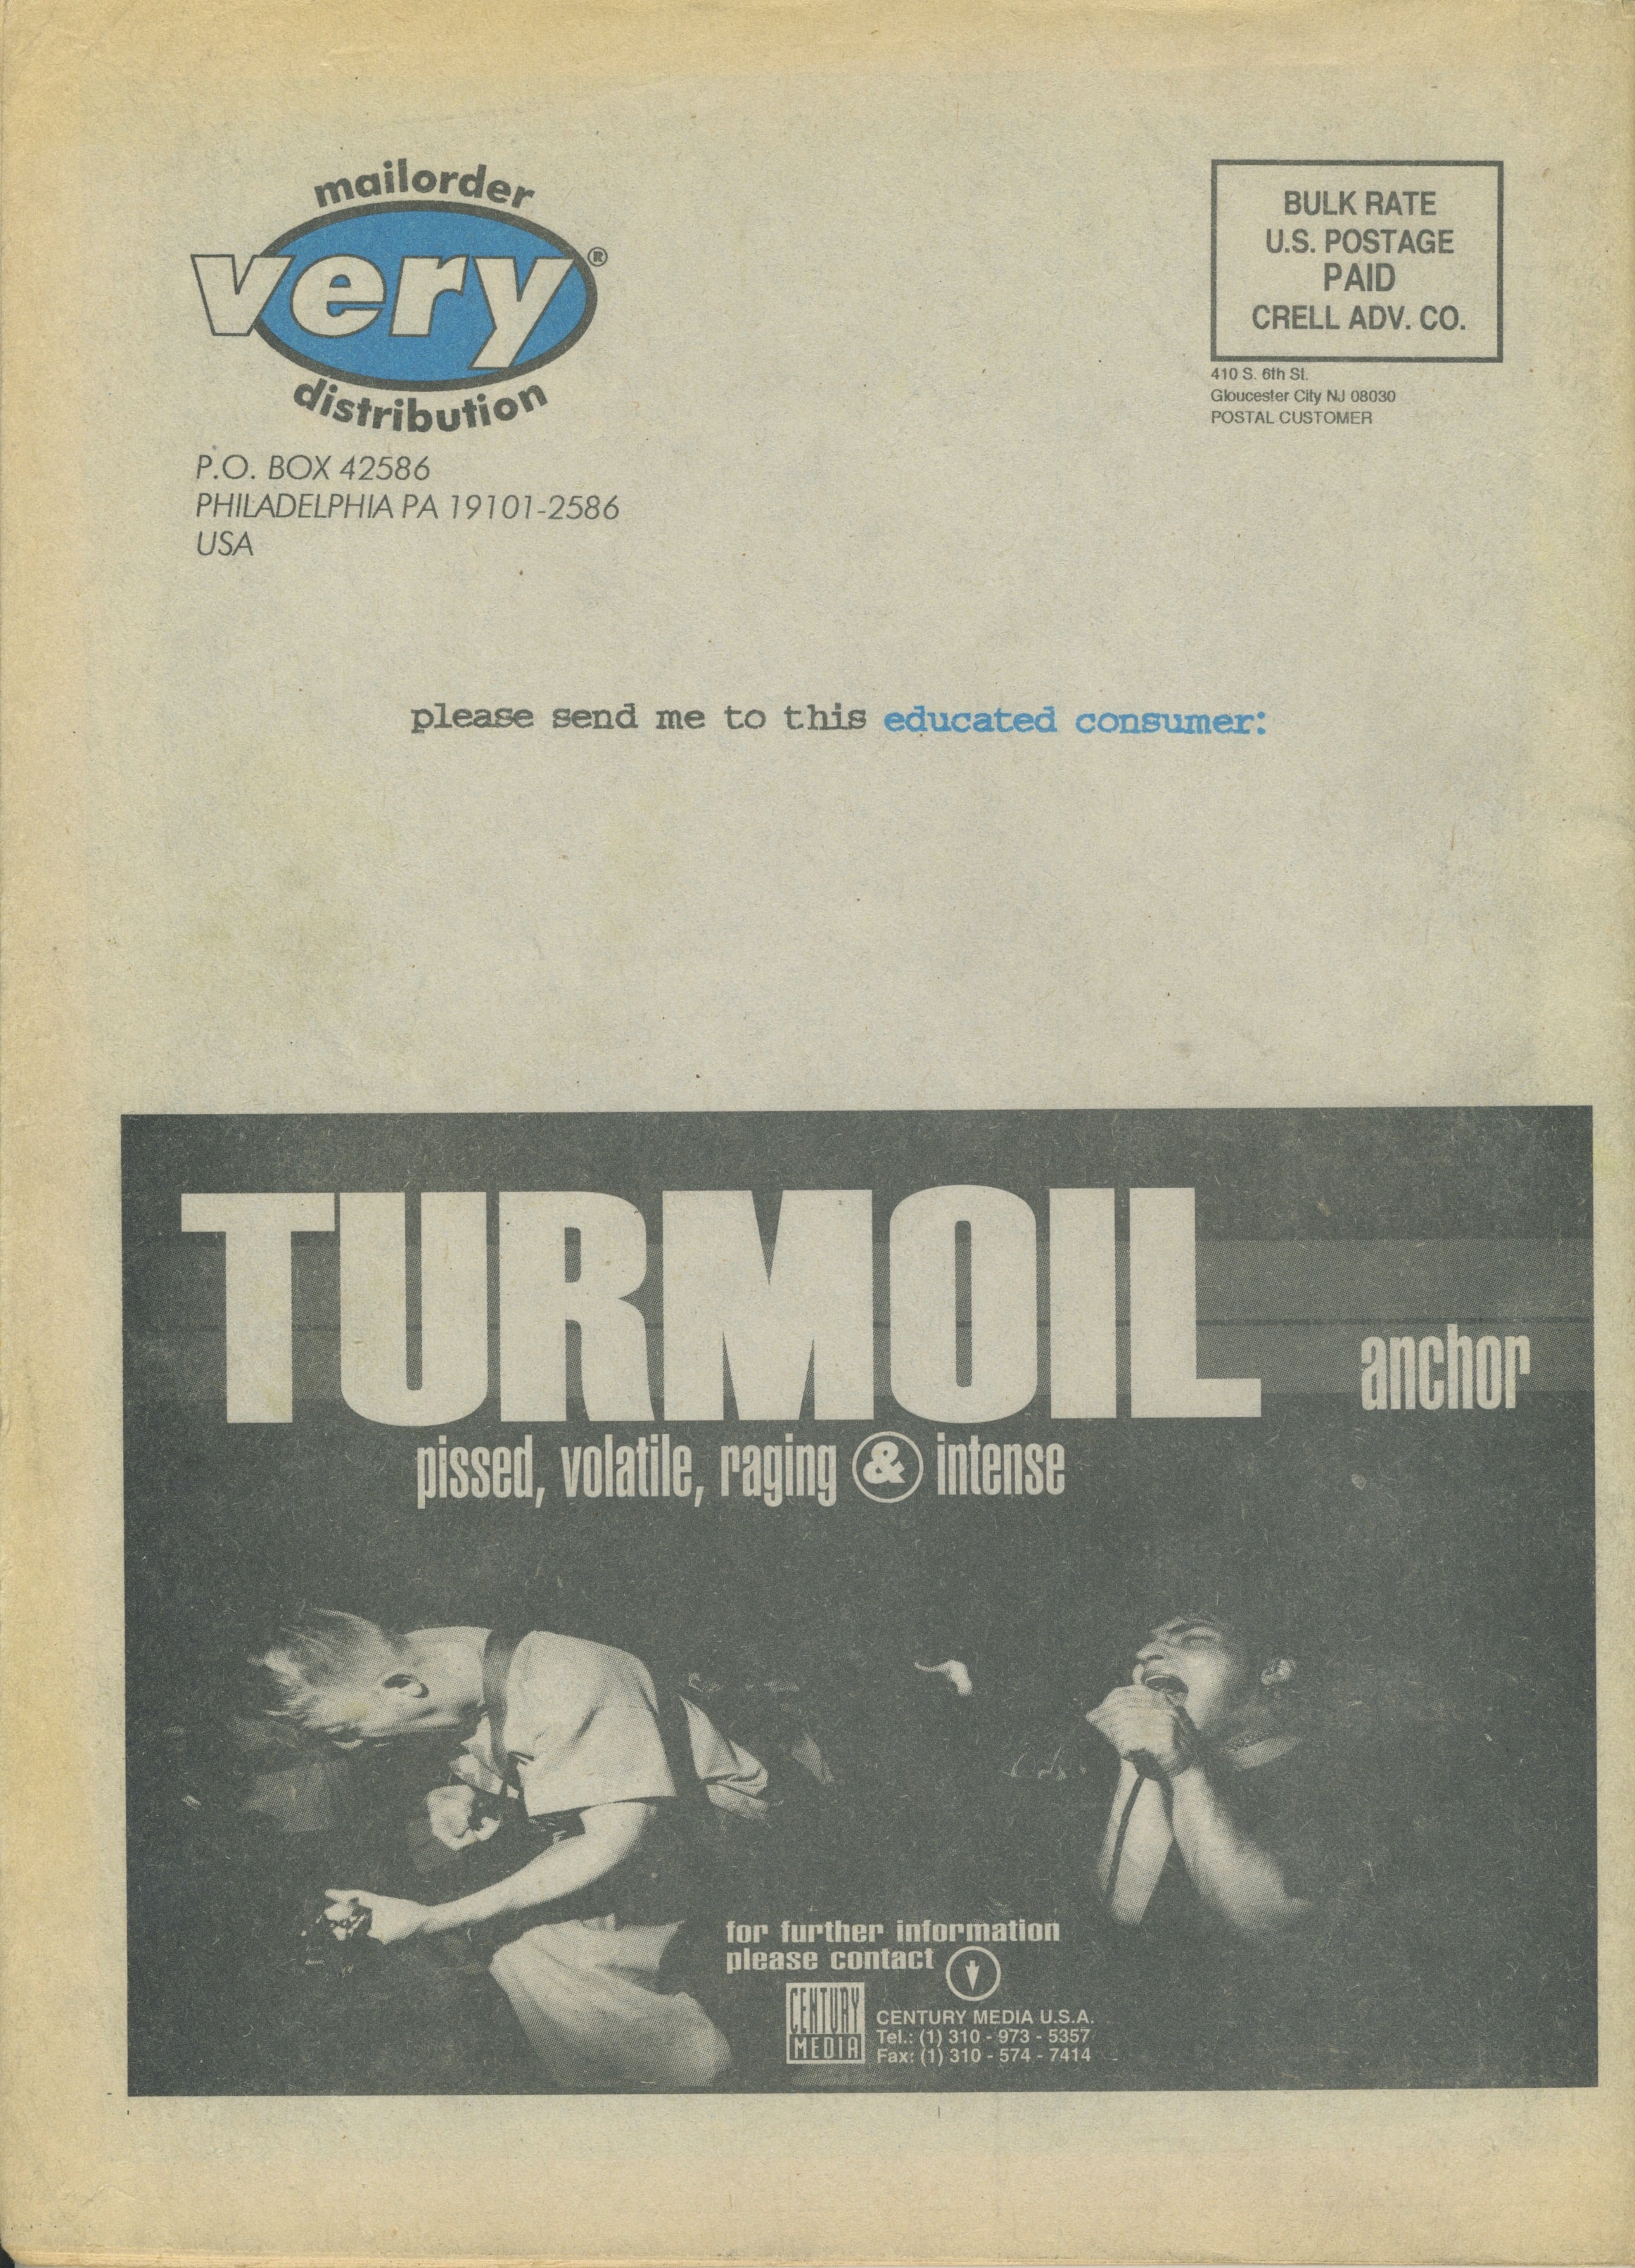 mailorder
very®
distribution
P.O. BOX 42586
PHILADELPHIA PA 19101-2586
USA
BULK RATE
U.S. POSTAGE
PAID
CRELL ADV. CO.
410 S. 6th St.
Gloucester City NJ 08030
POSTAL CUSTOMER
please send me to this educated consumer:
TURMOIL
anchor
pissed, volatile, raging & intense
for further information
please contact
CENTURY
MEDIA
CENTURY MEDIA U.S.A.
Tel.: (1) 310 - 973 - 5357
Fax: (1) 310 - 574 - 7414